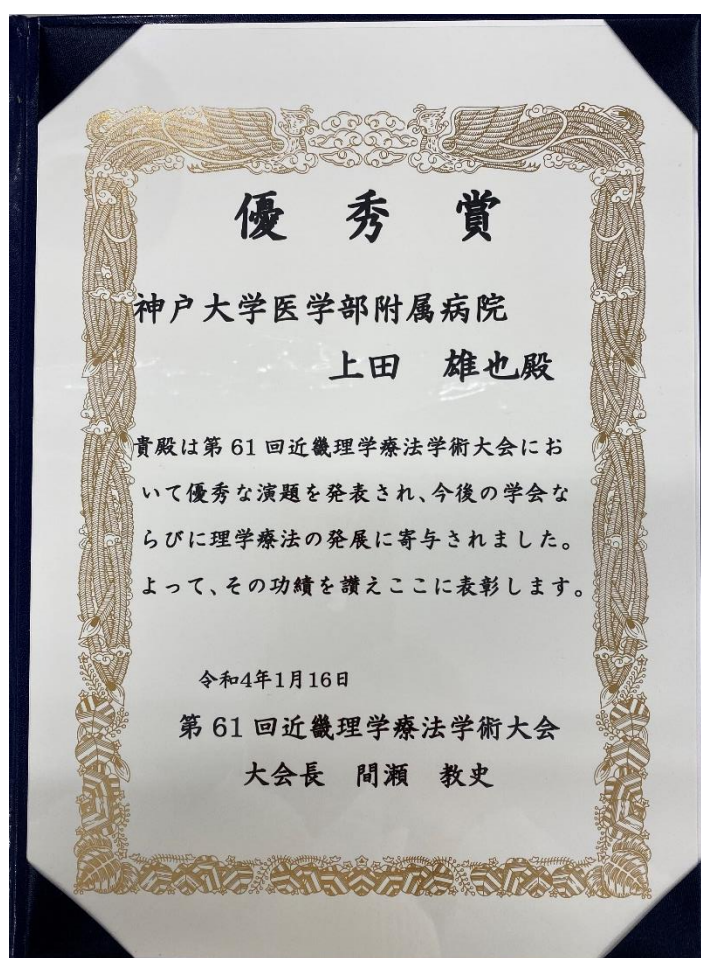 優 秀 賞
神戸大学医学部附属病院
上田 雄也殿
貴殿は第 61 回近畿理学療法学術大会にお
いて優秀な演題を発表され、今後の学会な
らびに理学療法の発展に寄与されました。
よって、その功績を讃えここに表彰します。
令和4年1月16日
第 61 回近畿理学療法学術大会
大会長 間瀬 教史